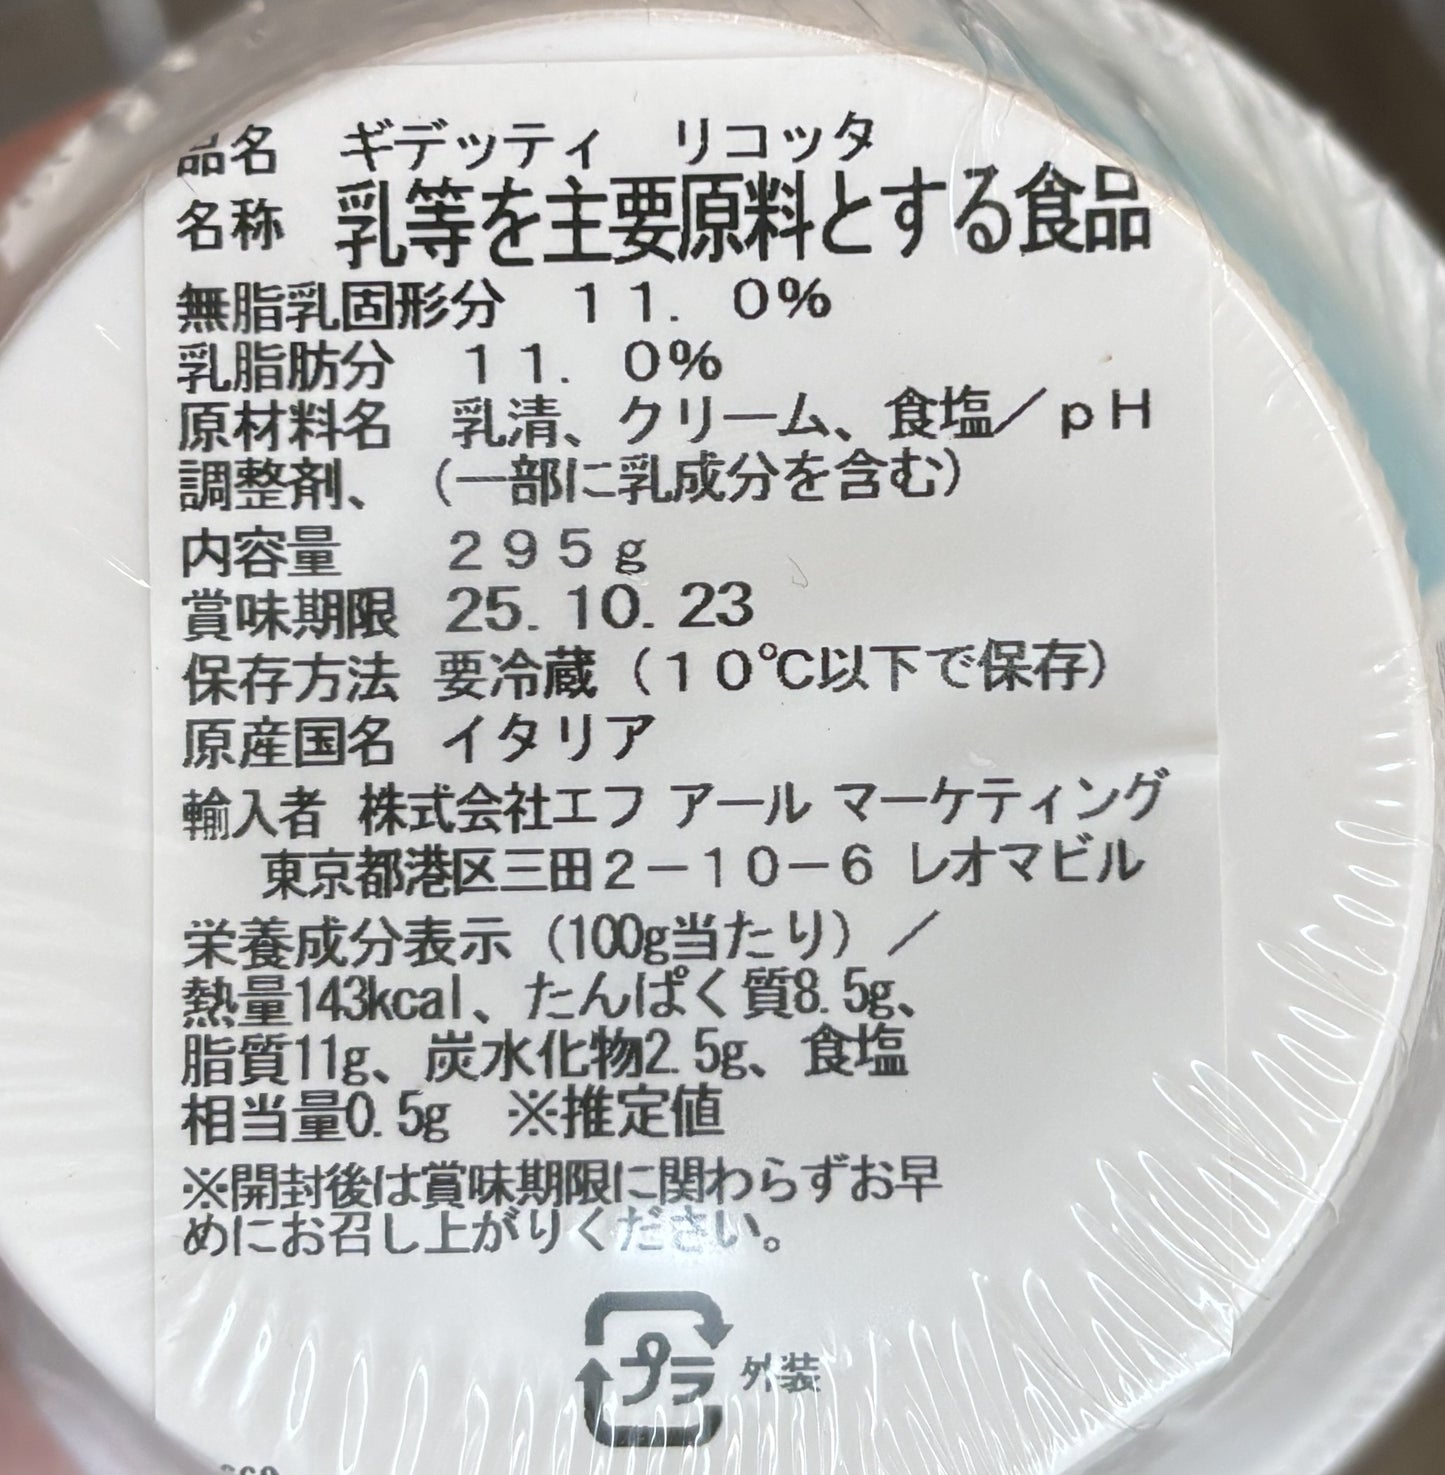 品名 ギデッティ リコッタ
名称 乳等を主要原料とする食品
無脂乳固形分 11.0%
乳脂肪分 11.0%
原材料名 乳清、クリーム、食塩/pH
調整剤、(一部に乳成分を含む)
内容量 295g
賞味期限 25.10.23
保存方法 要冷蔵(10℃以下で保存)
原産国名 イタリア
輸入者 株式会社エフ アール マーケティング
東京都港区三田2-10-6 レオマビル
栄養成分表示(100g当たり)/
熱量143kcal、たんぱく質8.5g、
脂質11g、炭水化物2.5g、食塩
相当量0.5g ※推定値
※開封後は賞味期限に関わらずお早
めにお召し上がりください。
プラ 外装